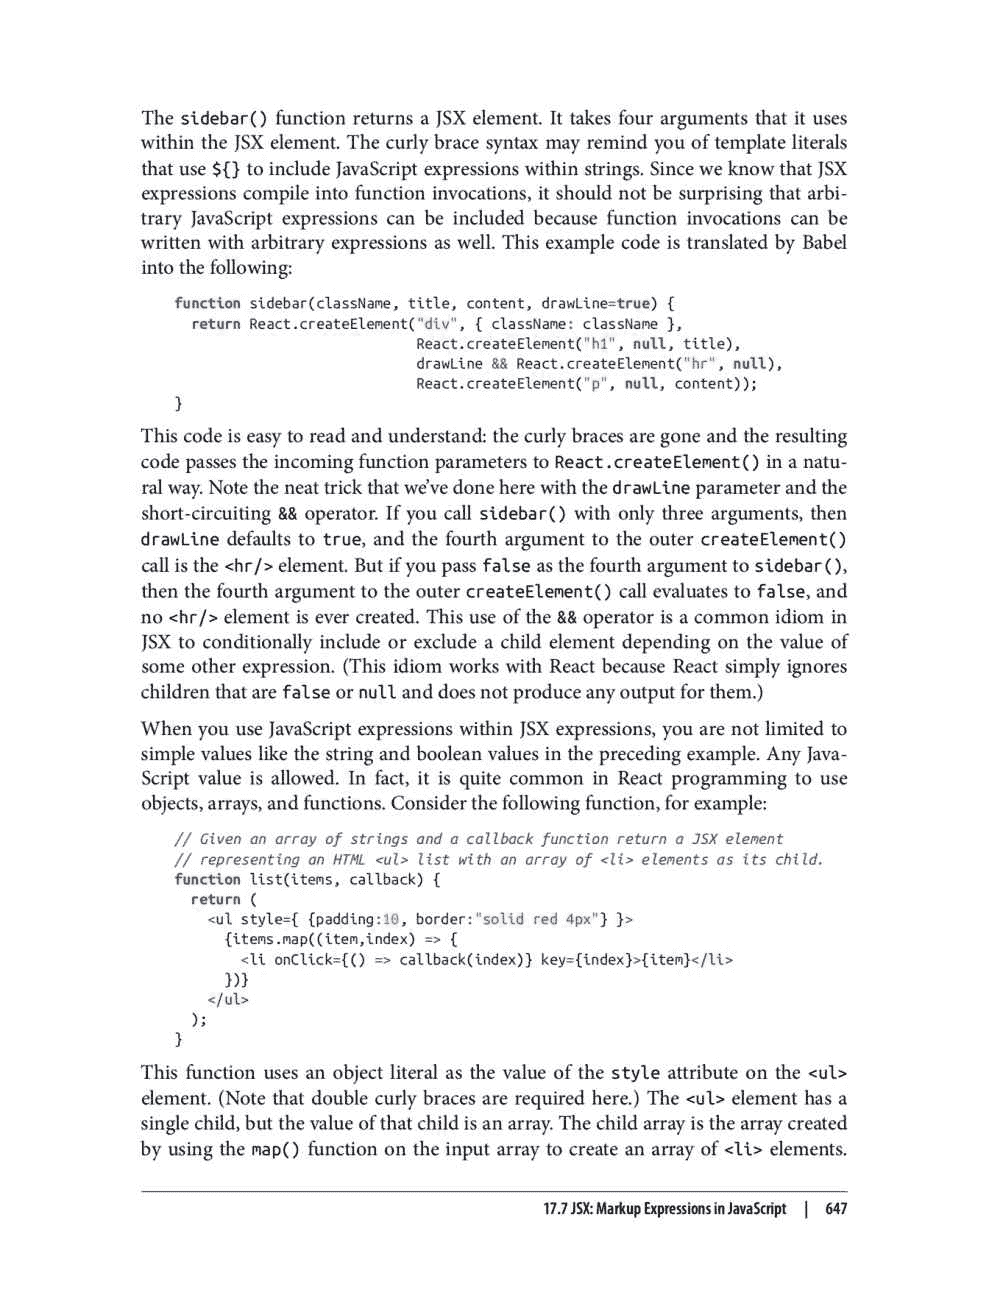 The sidebar() function returns a JSX element. It takes four arguments that it uses
within the JSX element. The curly brace syntax may remind you of template literals
that use ${} to include JavaScript expressions within strings. Since we know that JSX
expressions compile into function invocations, it should not be surprising that arbi-
trary JavaScript expressions can be included because function invocations can be
written with arbitrary expressions as well. This example code is translated by Babel
into the following:
function sidebar(className, title, content, drawLine=true) {
  return React.createElement("div", { className: className },
                             React.createElement("h1", null, title),
                             drawLine && React.createElement("hr", null),
                             React.createElement("p", null, content));
}
This code is easy to read and understand: the curly braces are gone and the resulting
code passes the incoming function parameters to React.createElement() in a natu-
ral way. Note the neat trick that we’ve done here with the drawLine parameter and the
short-circuiting && operator. If you call sidebar() with only three arguments, then
drawLine defaults to true, and the fourth argument to the outer createElement()
call is the <hr/> element. But if you pass false as the fourth argument to sidebar(),
then the fourth argument to the outer createElement() call evaluates to false, and
no <hr/> element is ever created. This use of the && operator is a common idiom in
JSX to conditionally include or exclude a child element depending on the value of
some other expression. (This idiom works with React because React simply ignores
children that are false or null and does not produce any output for them.)
When you use JavaScript expressions within JSX expressions, you are not limited to
simple values like the string and boolean values in the preceding example. Any Java-
Script value is allowed. In fact, it is quite common in React programming to use
objects, arrays, and functions. Consider the following function, for example:
// Given an array of strings and a callback function return a JSX element
// representing an HTML <ul> list with an array of <li> elements as its child.
function list(items, callback) {
  return (
    <ul style={ {padding:10, border:"solid red 4px"} }>
      {items.map((item,index) => {
        <li onClick={() => callback(index)} key={index}>{item}</li>
      })}
    </ul>
  );
}
This function uses an object literal as the value of the style attribute on the <ul>
element. (Note that double curly braces are required here.) The <ul> element has a
single child, but the value of that child is an array. The child array is the array created
by using the map() function on the input array to create an array of <li> elements.
17.7 JSX: Markup Expressions in JavaScript | 647